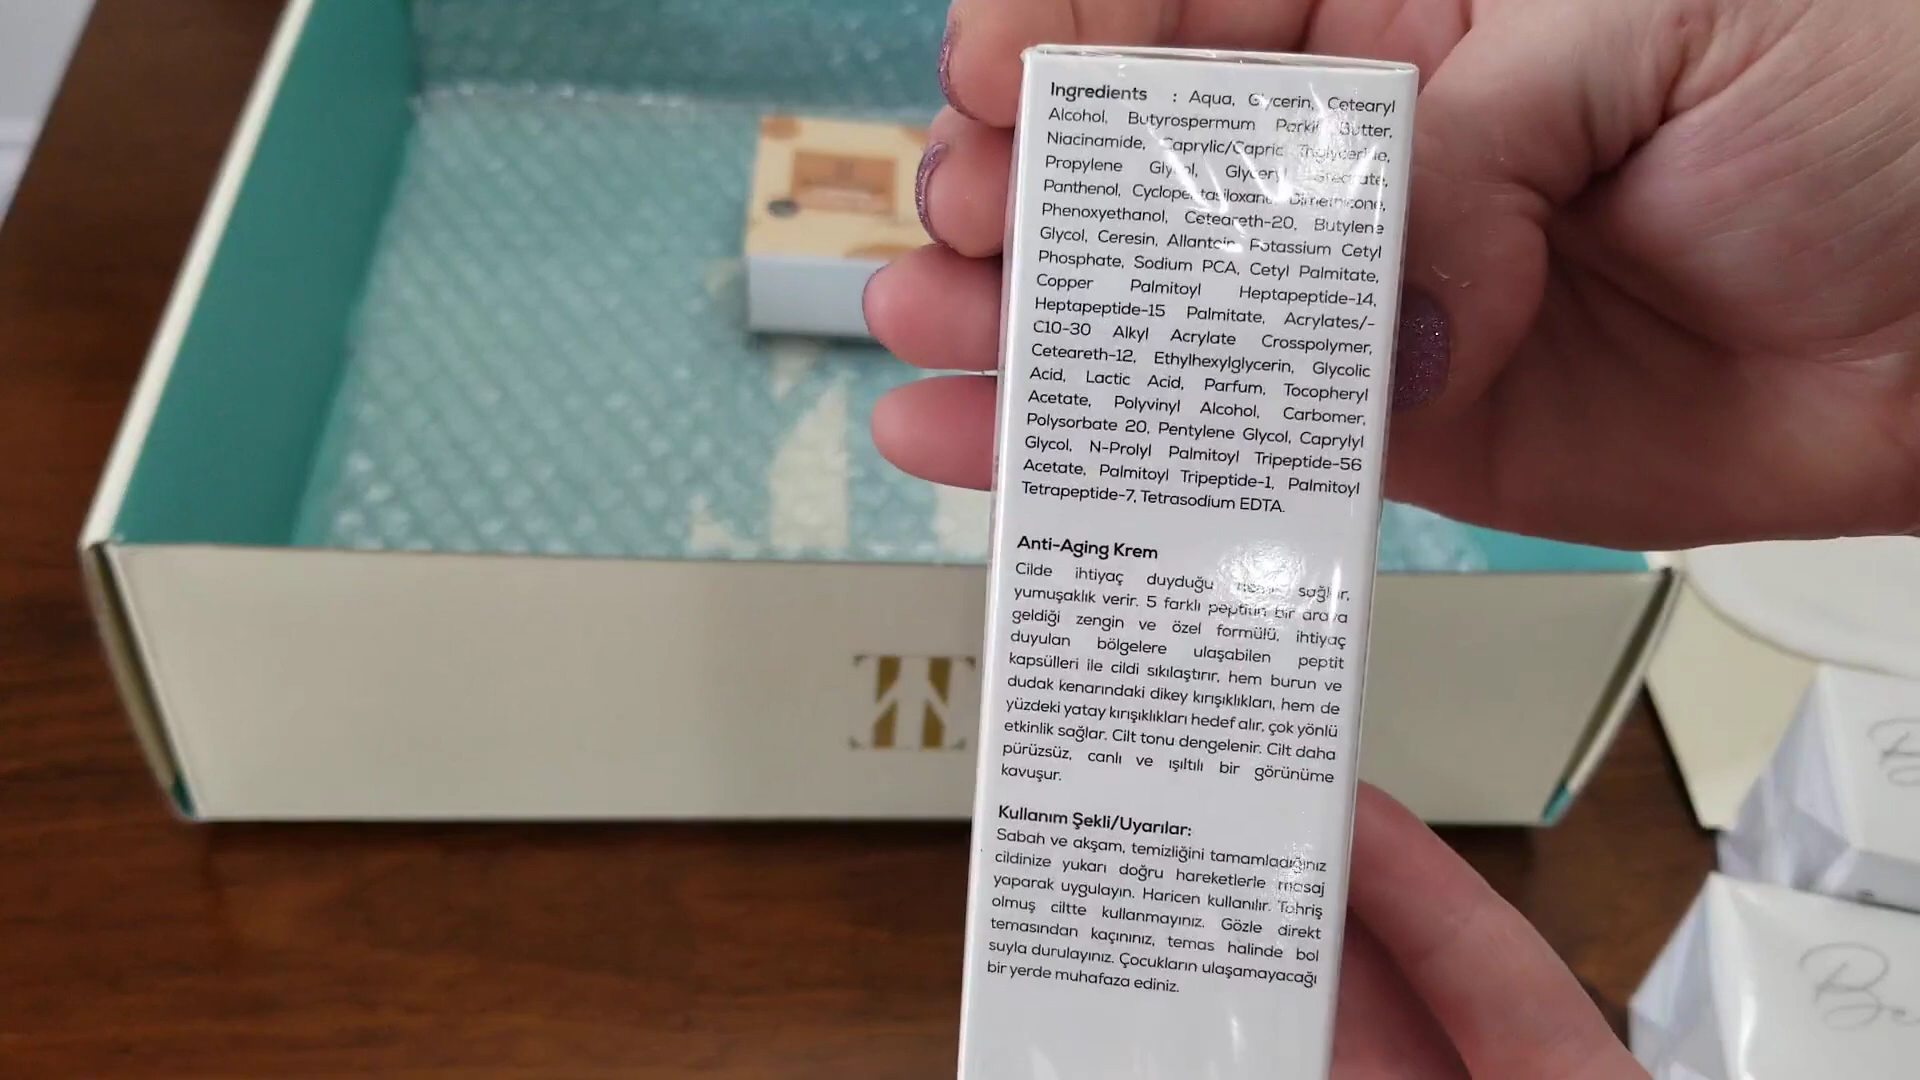 Ingredients : Aqua, Glycerin, Cetearyl
Alcohol, Butyrospermum Parkii Butter,
Niacinamide, Caprylic/Capric Triglyceride,
Propylene Glycol, Glyceryl
Panthenol, Cyclopentasiloxane, Dimethicone,
Phenoxyethanol, Ceteareth-20, Butylene
Glycol, Ceresin, Allantoin, Potassium Cetyl
Phosphate, Sodium PCA, Cetyl Palmitate,
Copper Palmitoyl Heptapeptide-14,
Heptapeptide-15 Palmitate, Acrylates/-
C10-30 Alkyl Acrylate Crosspolymer,
Ceteareth-12, Ethylhexylglycerin, Glycolic
Acid, Lactic Acid, Parfum, Tocopheryl
Acetate, Polyvinyl Alcohol, Carbomer,
Polysorbate 20, Pentylene Glycol, Caprylyl
Glycol, N-Prolyl Palmitoyl Tripeptide-56
Acetate, Palmitoyl Tripeptide-1, Palmitoyl
Tetrapeptide-7, Tetrasodium EDTA.
Anti-Aging Krem
Cilde ihtiyaç duyduğu nemi sağlar,
yumuşaklık verir. 5 farklı peptitin bir araya
geldiği zengin ve özel formülü, ihtiyaç
duyulan bölgelere ulaşabilen peptit
kapsülleri ile cildi sıkılaştırır, hem burun ve
dudak kenarındaki dikey kırışıklıkları, hem de
yüzdeki yatay kırışıklıkları hedef alır, çok yönlü
etkinlik sağlar. Cilt tonu dengelenir. Cilt daha
pürüzsüz, canlı ve ışıltılı bir görünüme
kavuşur.
Kullanım Şekli/Uyarılar:
Sabah ve akşam, temizliğini tamamladığınız
cildinize yukarı doğru hareketlerle masaj
yaparak uygulayın. Haricen kullanılır. Tahriş
olmuş ciltte kullanmayınız. Gözle direkt
temasından kaçınınız, temas halinde bol
suyla durulayınız. Çocukların ulaşamayacağı
bir yerde muhafaza ediniz.